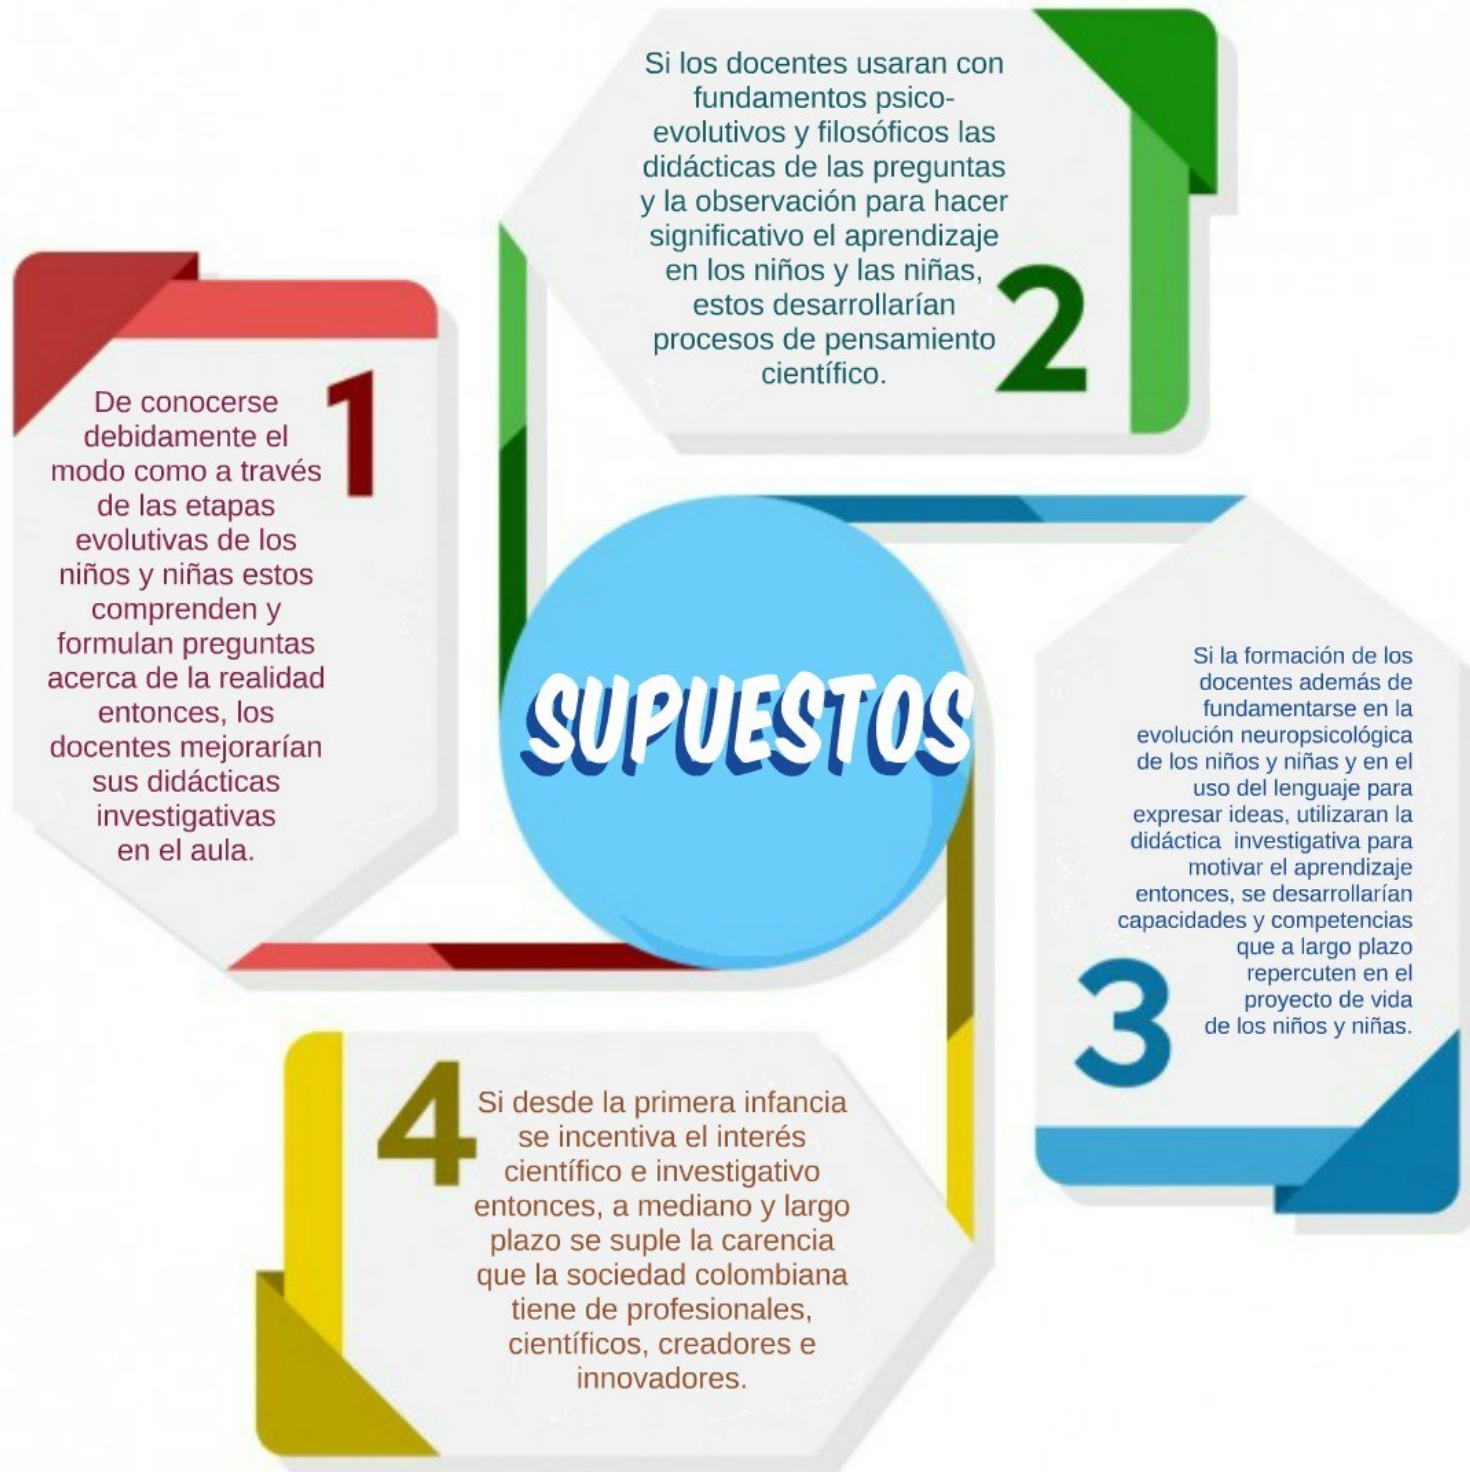 De conocerse
debidamente el
modo como a través
de las etapas
evolutivas de los
niños y niñas estos
comprenden y
formulan preguntas
acerca de la realidad
entonces, los
docentes mejorarían
sus didácticas
investigativas
en el aula.
1
Si los docentes usaran con
fundamentos psico-
evolutivos y filosóficos las
didácticas de las preguntas
y la observación para hacer
significativo el aprendizaje
en los niños y las niñas,
estos desarrollarían
procesos de pensamiento
científico.
2
SUPUESTOS
Si la formación de los
docentes además de
fundamentarse en la
evolución neuropsicológica
de los niños y niñas y en el
uso del lenguaje para
expresar ideas, utilizaran la
didáctica investigativa para
motivar el aprendizaje
entonces, se desarrollarían
capacidades y competencias
que a largo plazo
repercuten en el
proyecto de vida
de los niños y niñas.
3
4
Si desde la primera infancia
se incentiva el interés
científico e investigativo
entonces, a mediano y largo
plazo se suple la carencia
que la sociedad colombiana
tiene de profesionales,
científicos, creadores e
innovadores.